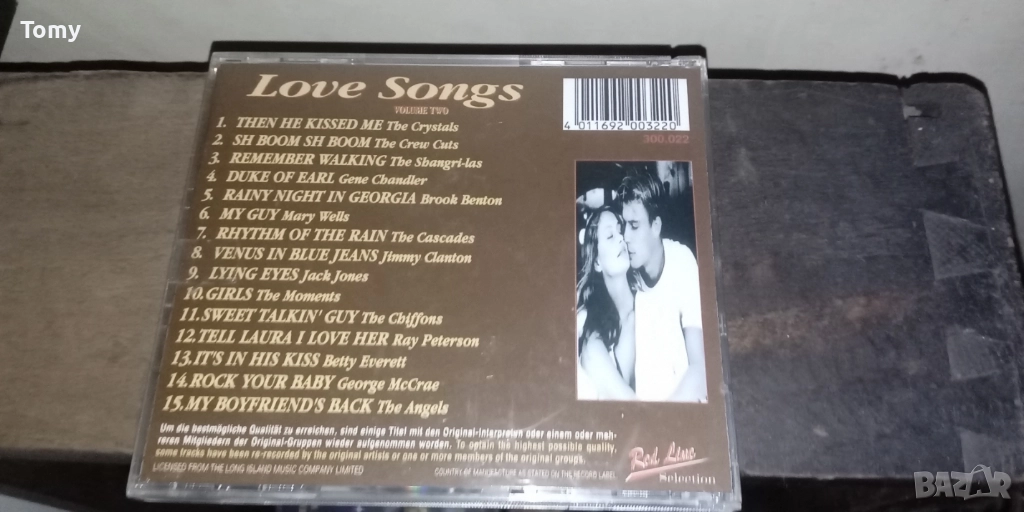 Tomy
Love Songs
VOLUME TWO
4 011692 003220
300 022
1. THEN HE KISSED ME The Crystals
2. SH BOOM SH BOOM The Crew Cuts
3. REMEMBER WALKING The Shangri-las
4. DUKE OF EARL Gene Chandler
5. RAINY NIGHT IN GEORGIA Brook Benton
6. MY GUY Mary Wells
7. RHYTHM OF THE RAIN The Cascades
8. VENUS IN BLUE JEANS Jimmy Clanton
9. LYING EYES Jack Jones
10. GIRLS The Moments
11. SWEET TALKIN' GUY The Chiffons
12. TELL LAURA I LOVE HER Ray Peterson
13. IT'S IN HIS KISS Betty Everett
14. ROCK YOUR BABY George McCrae
15. MY BOYFRIEND'S BACK The Angels
Um die bestmögliche Qualität zu erreichen, sind einige Titel mit den Original-Interpreten oder einem oder meh-
reren Mitgliedern der Original-Gruppen wieder aufgenommen worden. To optain the highest possible quality,
some tracks have been re-recorded by the original artists or one or more members of the original groups.
LICENSED FROM THE LONG ISLAND MUSIC COMPANY LIMITED
COUNTRY OF MANUFACTURE AS STATED ON THE RECORD LABEL
Red Line
Selection
BAZAR